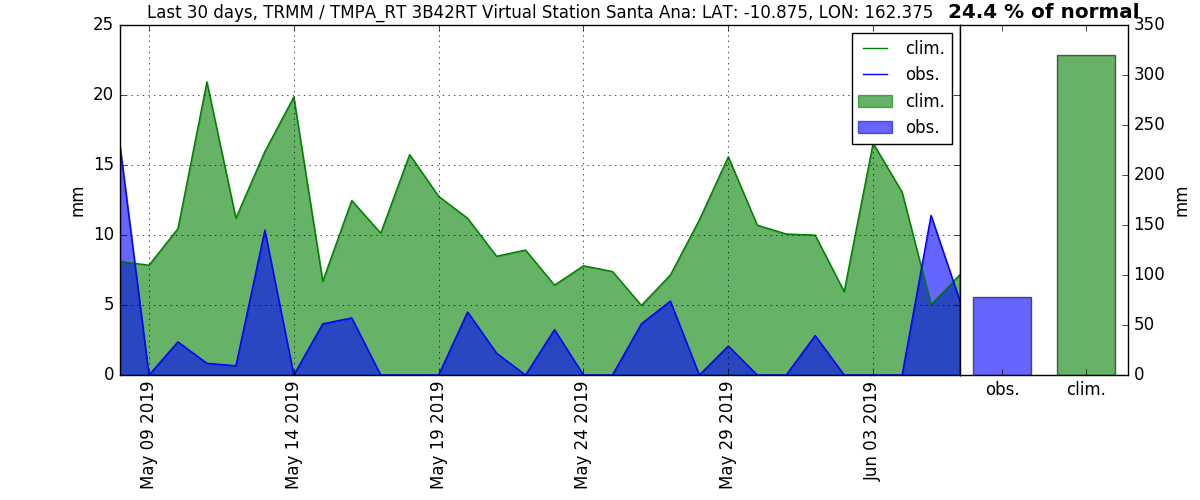 Last 30 days, TRMM / TMPA_RT 3B42RT Virtual Station Santa Ana: LAT: -10.875, LON: 162.375
24.4 % of normal
clim.
obs.
clim.
obs.
mm
25
20
15
10
5
0
May 09 2019
May 14 2019
May 19 2019
May 24 2019
May 29 2019
Jun 03 2019
350
300
250
200
150
100
50
0
mm
obs.
clim.